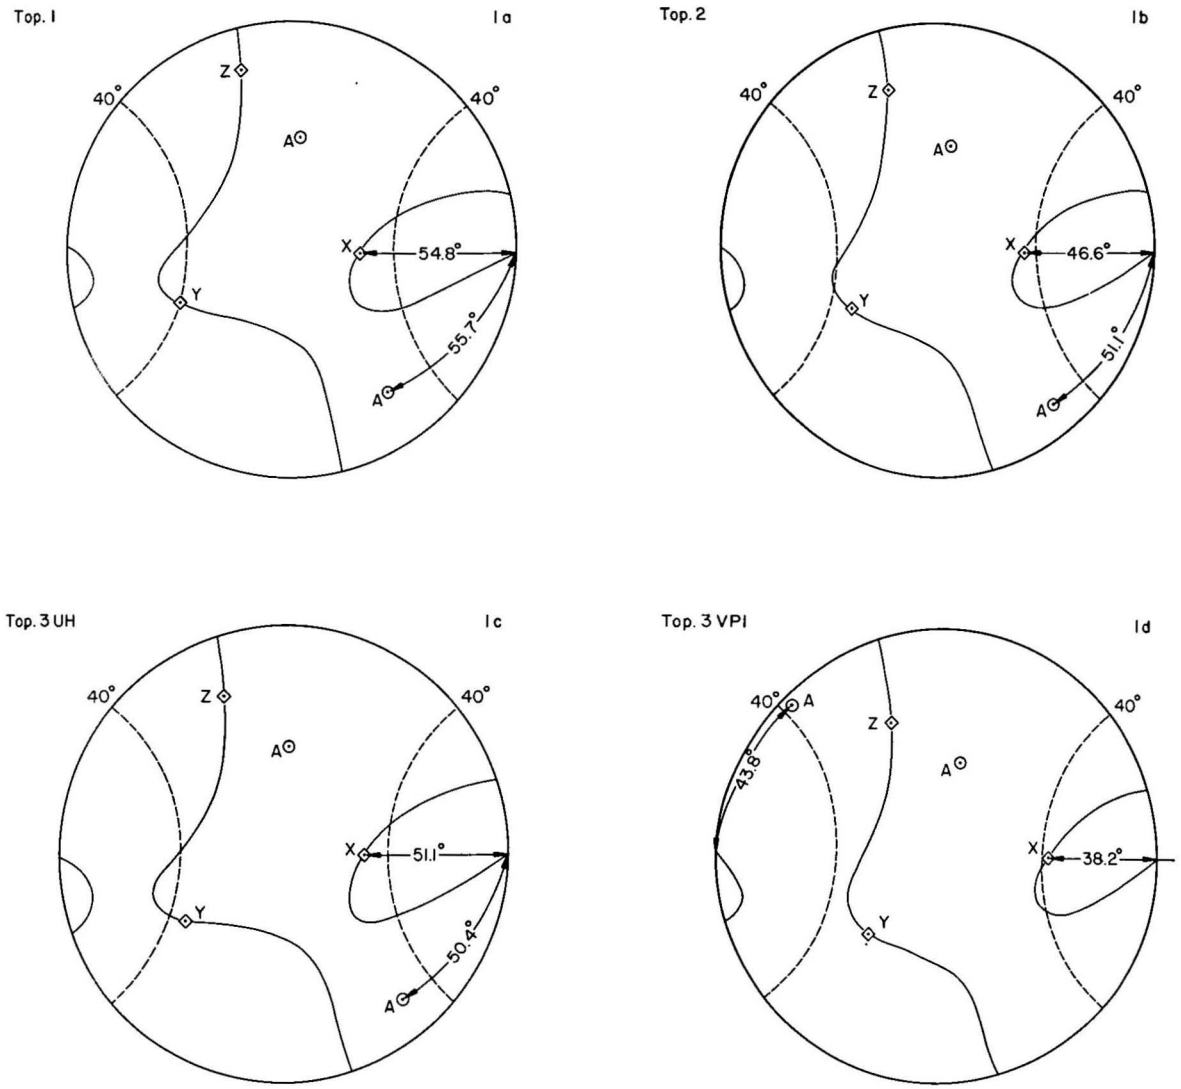 Top. 1 1a
Z
40° 40°
A
X 54.8°
Y
55.7°
A
Top. 2 1b
Z
40° 40°
A
X 46.6°
Y
51.1°
A
Top. 3 UH 1c
40° Z 40°
A
X 51.1°
Y
50.4°
A
Top. 3 VPI 1d
40° A 40°
Z
A
43.8°
X 38.2°
Y